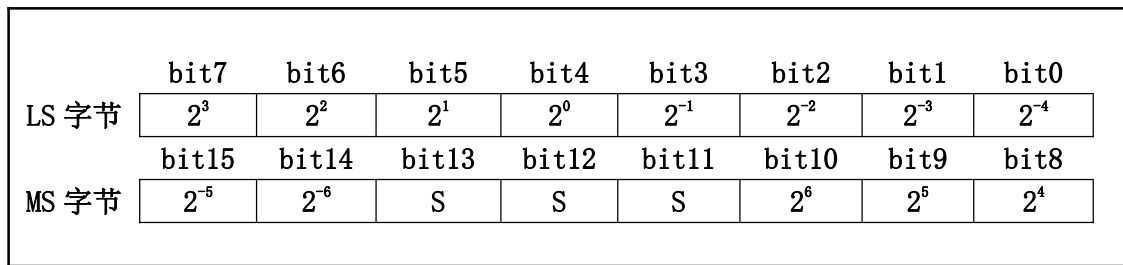 bit7 bit6 bit5 bit4 bit3 bit2 bit1 bit0
LS 字节 2³ 2² 2¹ 2⁰ 2⁻¹ 2⁻² 2⁻³ 2⁻⁴
bit15 bit14 bit13 bit12 bit11 bit10 bit9 bit8
MS 字节 2⁻⁵ 2⁻⁶ S S S 2⁶ 2⁵ 2⁴